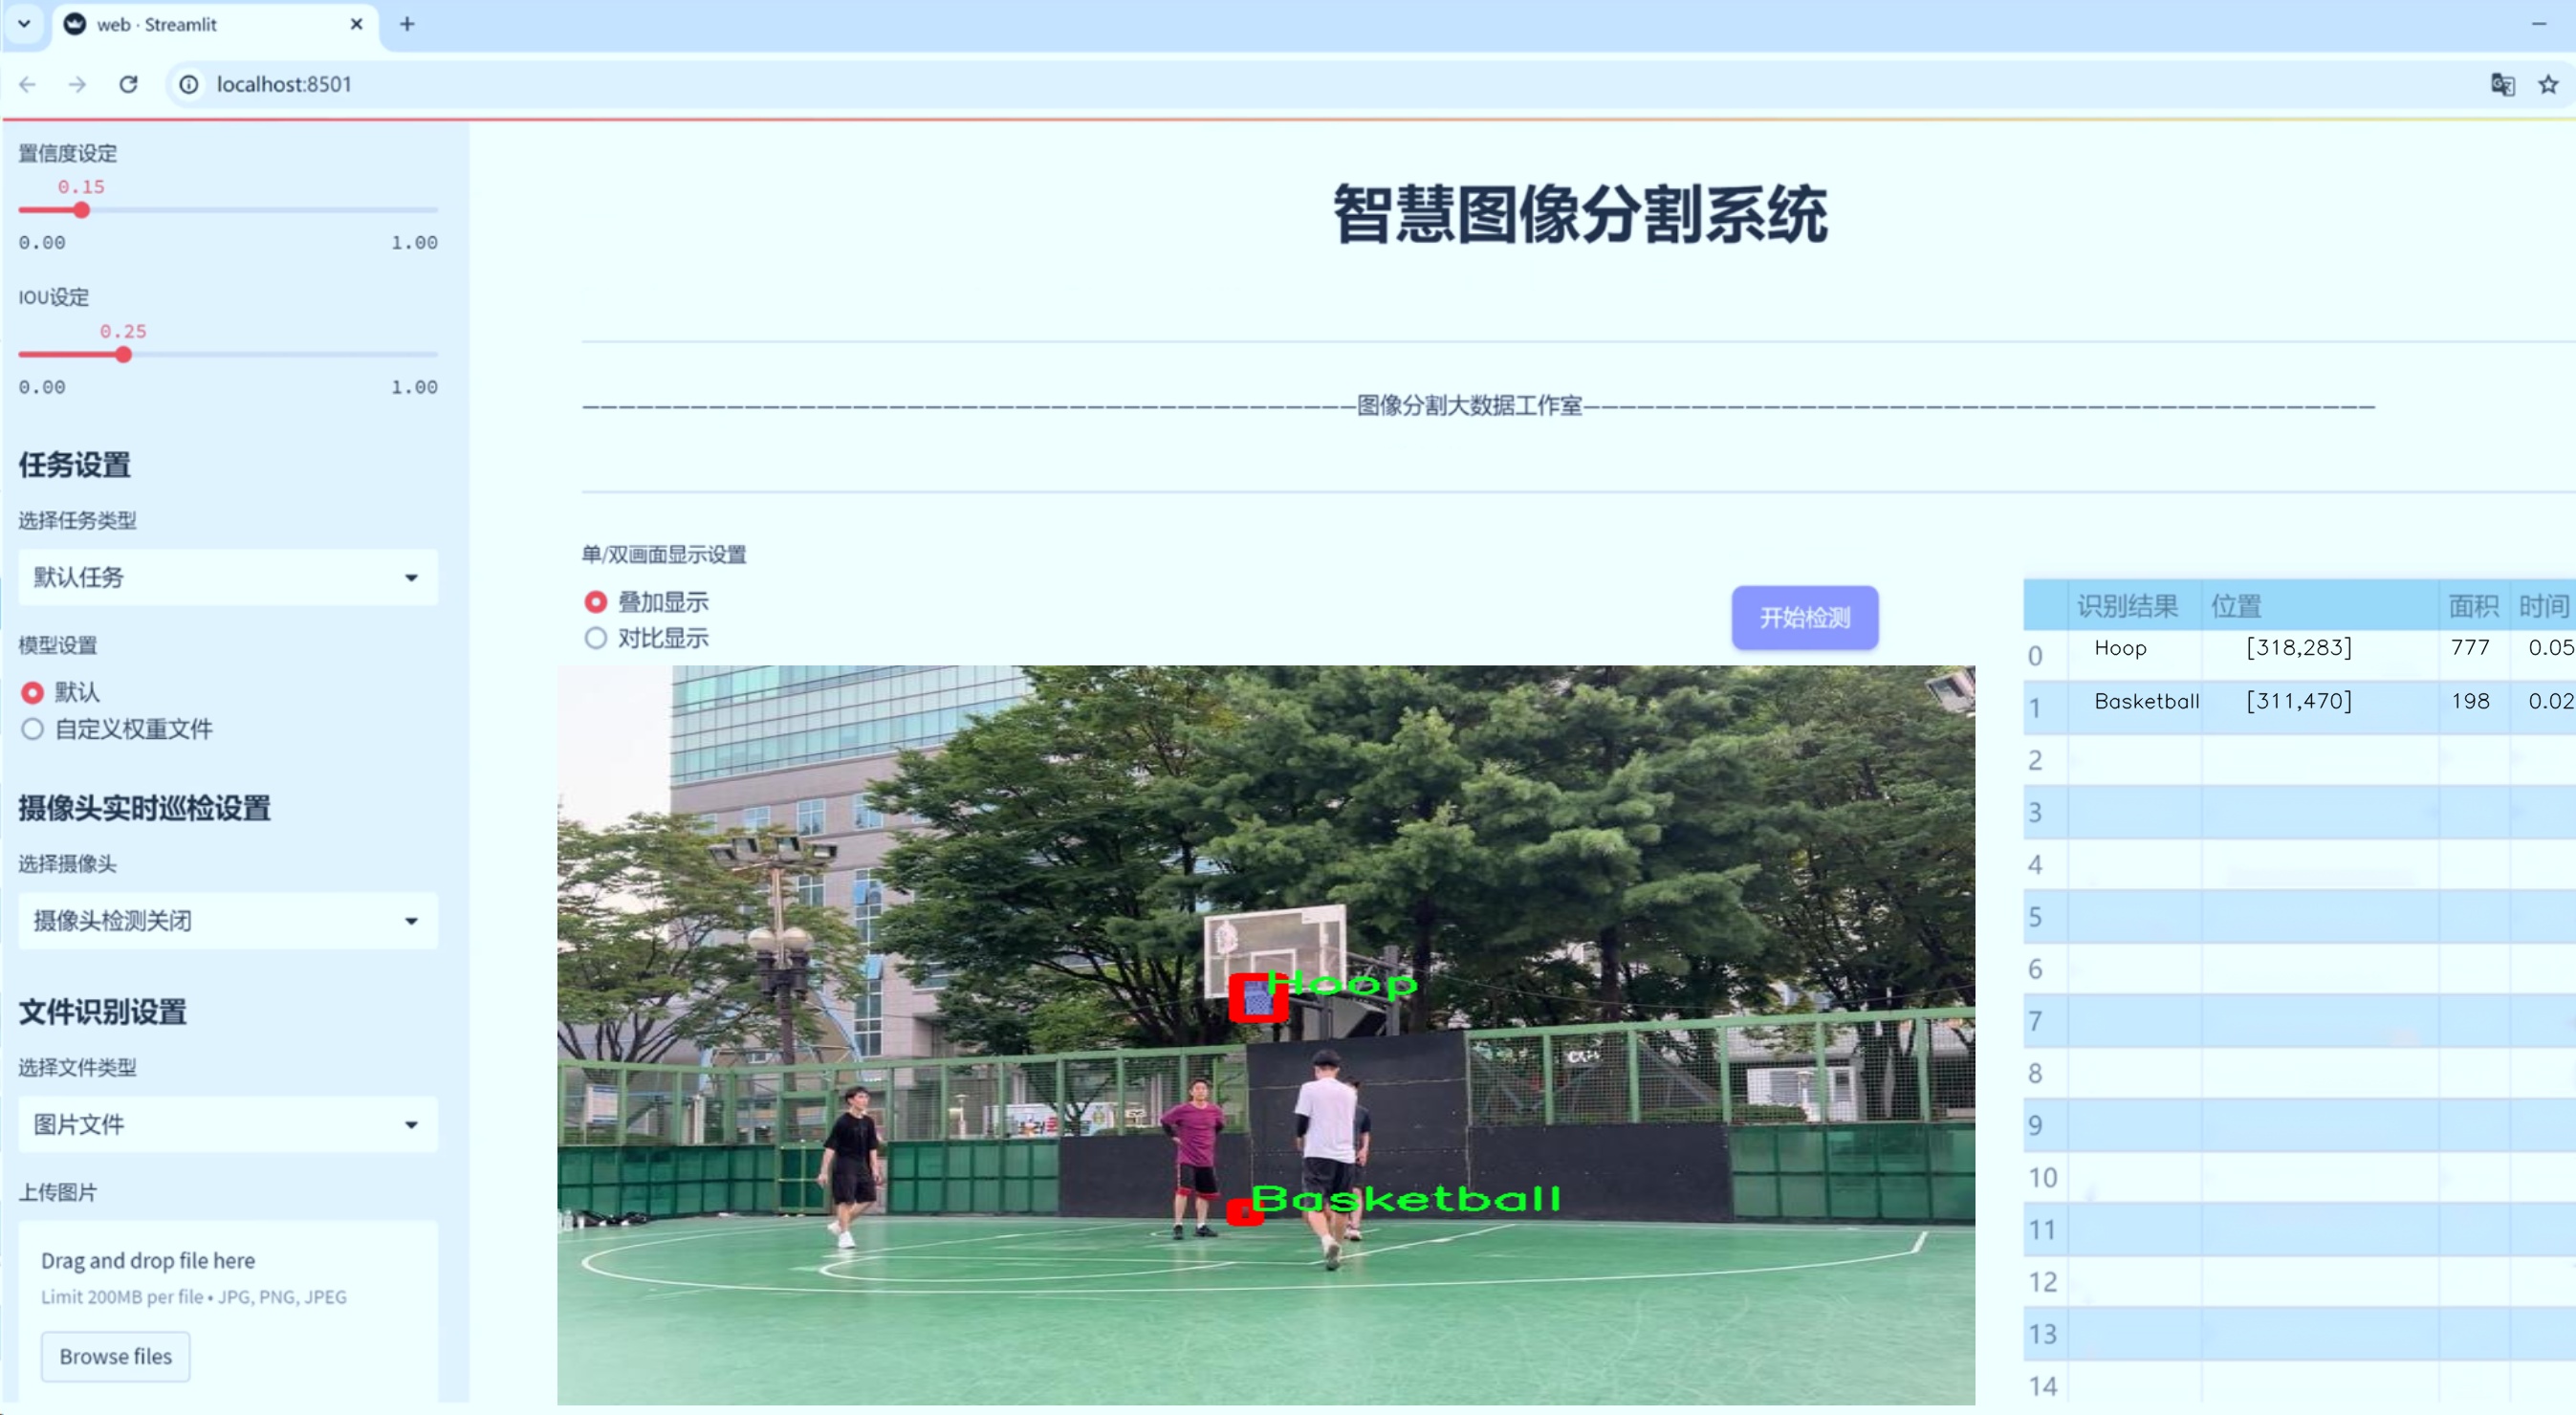 web · Streamlit
localhost:8501
置信度设定
0.15
0.00 1.00
IOU设定
0.25
0.00 1.00
任务设置
选择任务类型
默认任务
模型设置
默认
自定义权重文件
摄像头实时巡检设置
选择摄像头
摄像头检测关闭
文件识别设置
选择文件类型
图片文件
上传图片
Drag and drop file here
Limit 200MB per file • JPG, PNG, JPEG
Browse files
智慧图像分割系统
图像分割大数据工作室
单/双画面显示设置
叠加显示
对比显示
开始检测
Hoop
Basketball
识别结果 位置 面积 时间
0 Hoop [318,283] 777 0.05
1 Basketball [311,470] 198 0.02
2
3
4
5
6
7
8
9
10
11
12
13
14